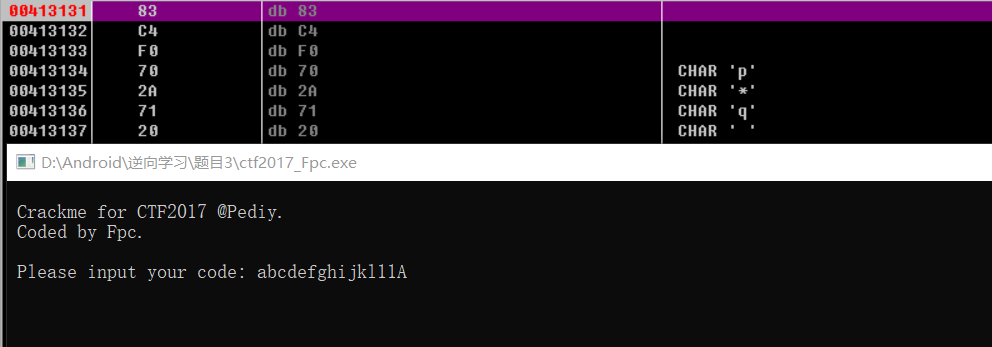 00413131 83 db 83
00413132 C4 db C4
00413133 F0 db F0
00413134 70 db 70 CHAR 'p'
00413135 2A db 2A CHAR '*'
00413136 71 db 71 CHAR 'q'
00413137 20 db 20 CHAR ' '
D:\Android\逆向学习\题目3\ctf2017_Fpc.exe
Crackme for CTF2017 @Pediy.
Coded by Fpc.
Please input your code: abcdefghijklllA